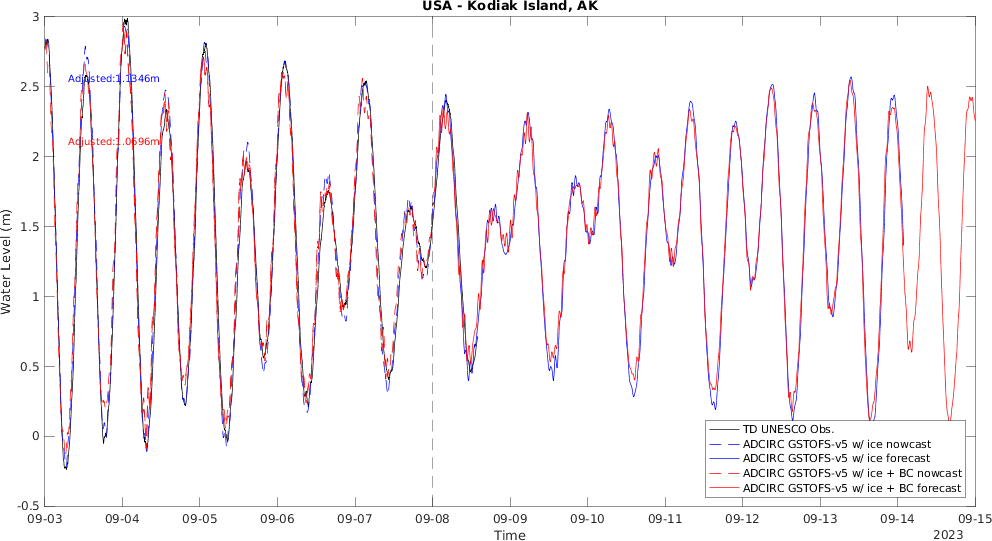 USA - Kodiak Island, AK
3
2.5
2
1.5
1
0.5
0
-0.5
Water Level (m)
Adjusted:1.1346m
Adjusted:1.0696m
TD UNESCO Obs.
ADCIRC GSTOFS-v5 w/ ice nowcast
ADCIRC GSTOFS-v5 w/ ice forecast
ADCIRC GSTOFS-v5 w/ ice + BC nowcast
ADCIRC GSTOFS-v5 w/ ice + BC forecast
09-03 09-04 09-05 09-06 09-07 09-08 09-09 09-10 09-11 09-12 09-13 09-14 09-15
Time
2023